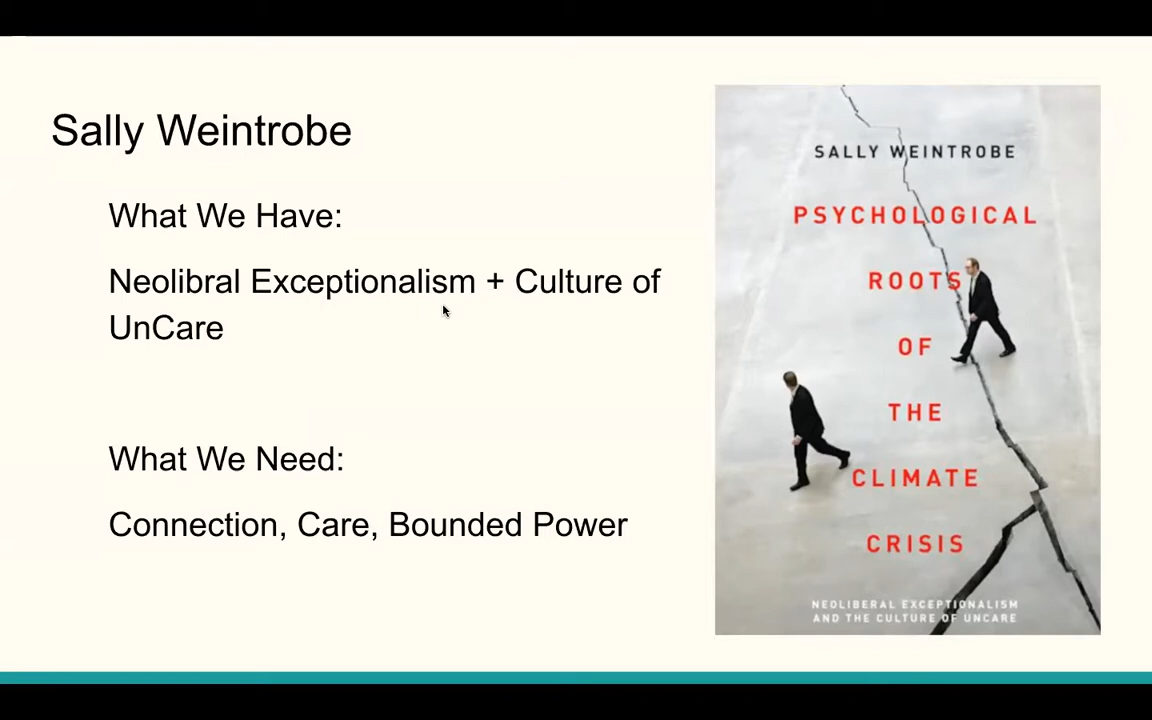 Sally Weintrobe
What We Have:
Neolibral Exceptionalism + Culture of
UnCare
What We Need:
Connection, Care, Bounded Power
SALLY WEINTROBE
PSYCHOLOGICAL
ROOTS
OF
THE
CLIMATE
CRISIS
NEOLIBERAL EXCEPTIONALISM
AND THE CULTURE OF UNCARE